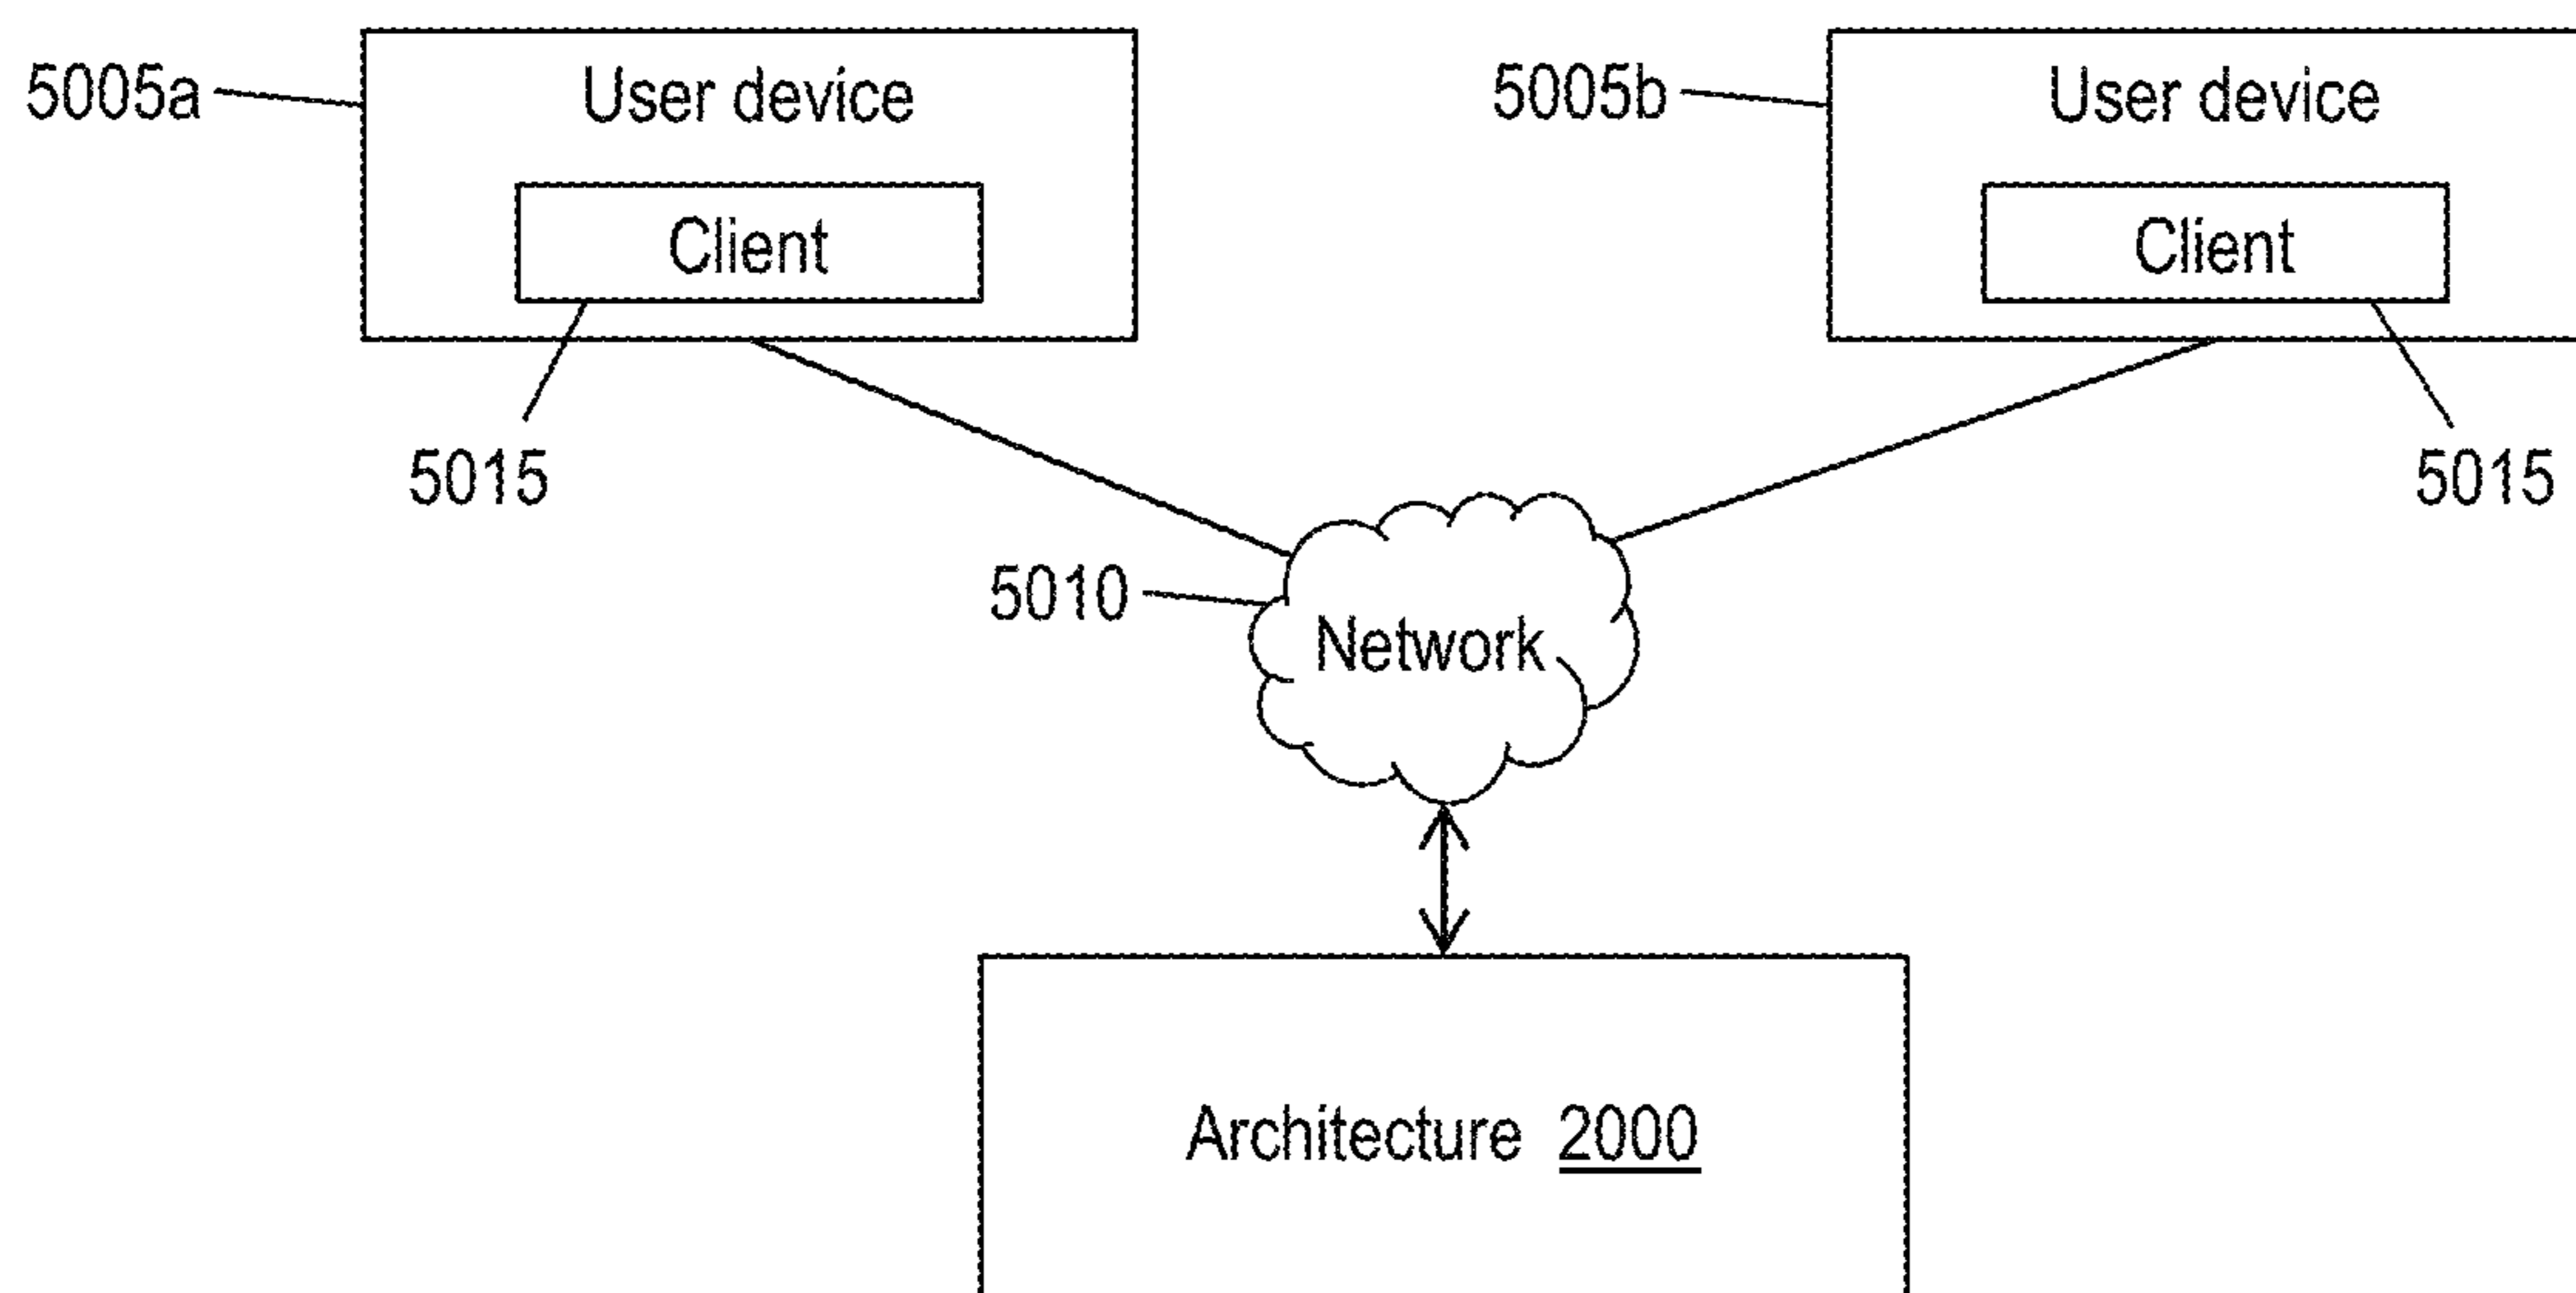 5005a
User device
5005b
User device
Client
Client
5015
5015
5010
Network
Architecture 2000